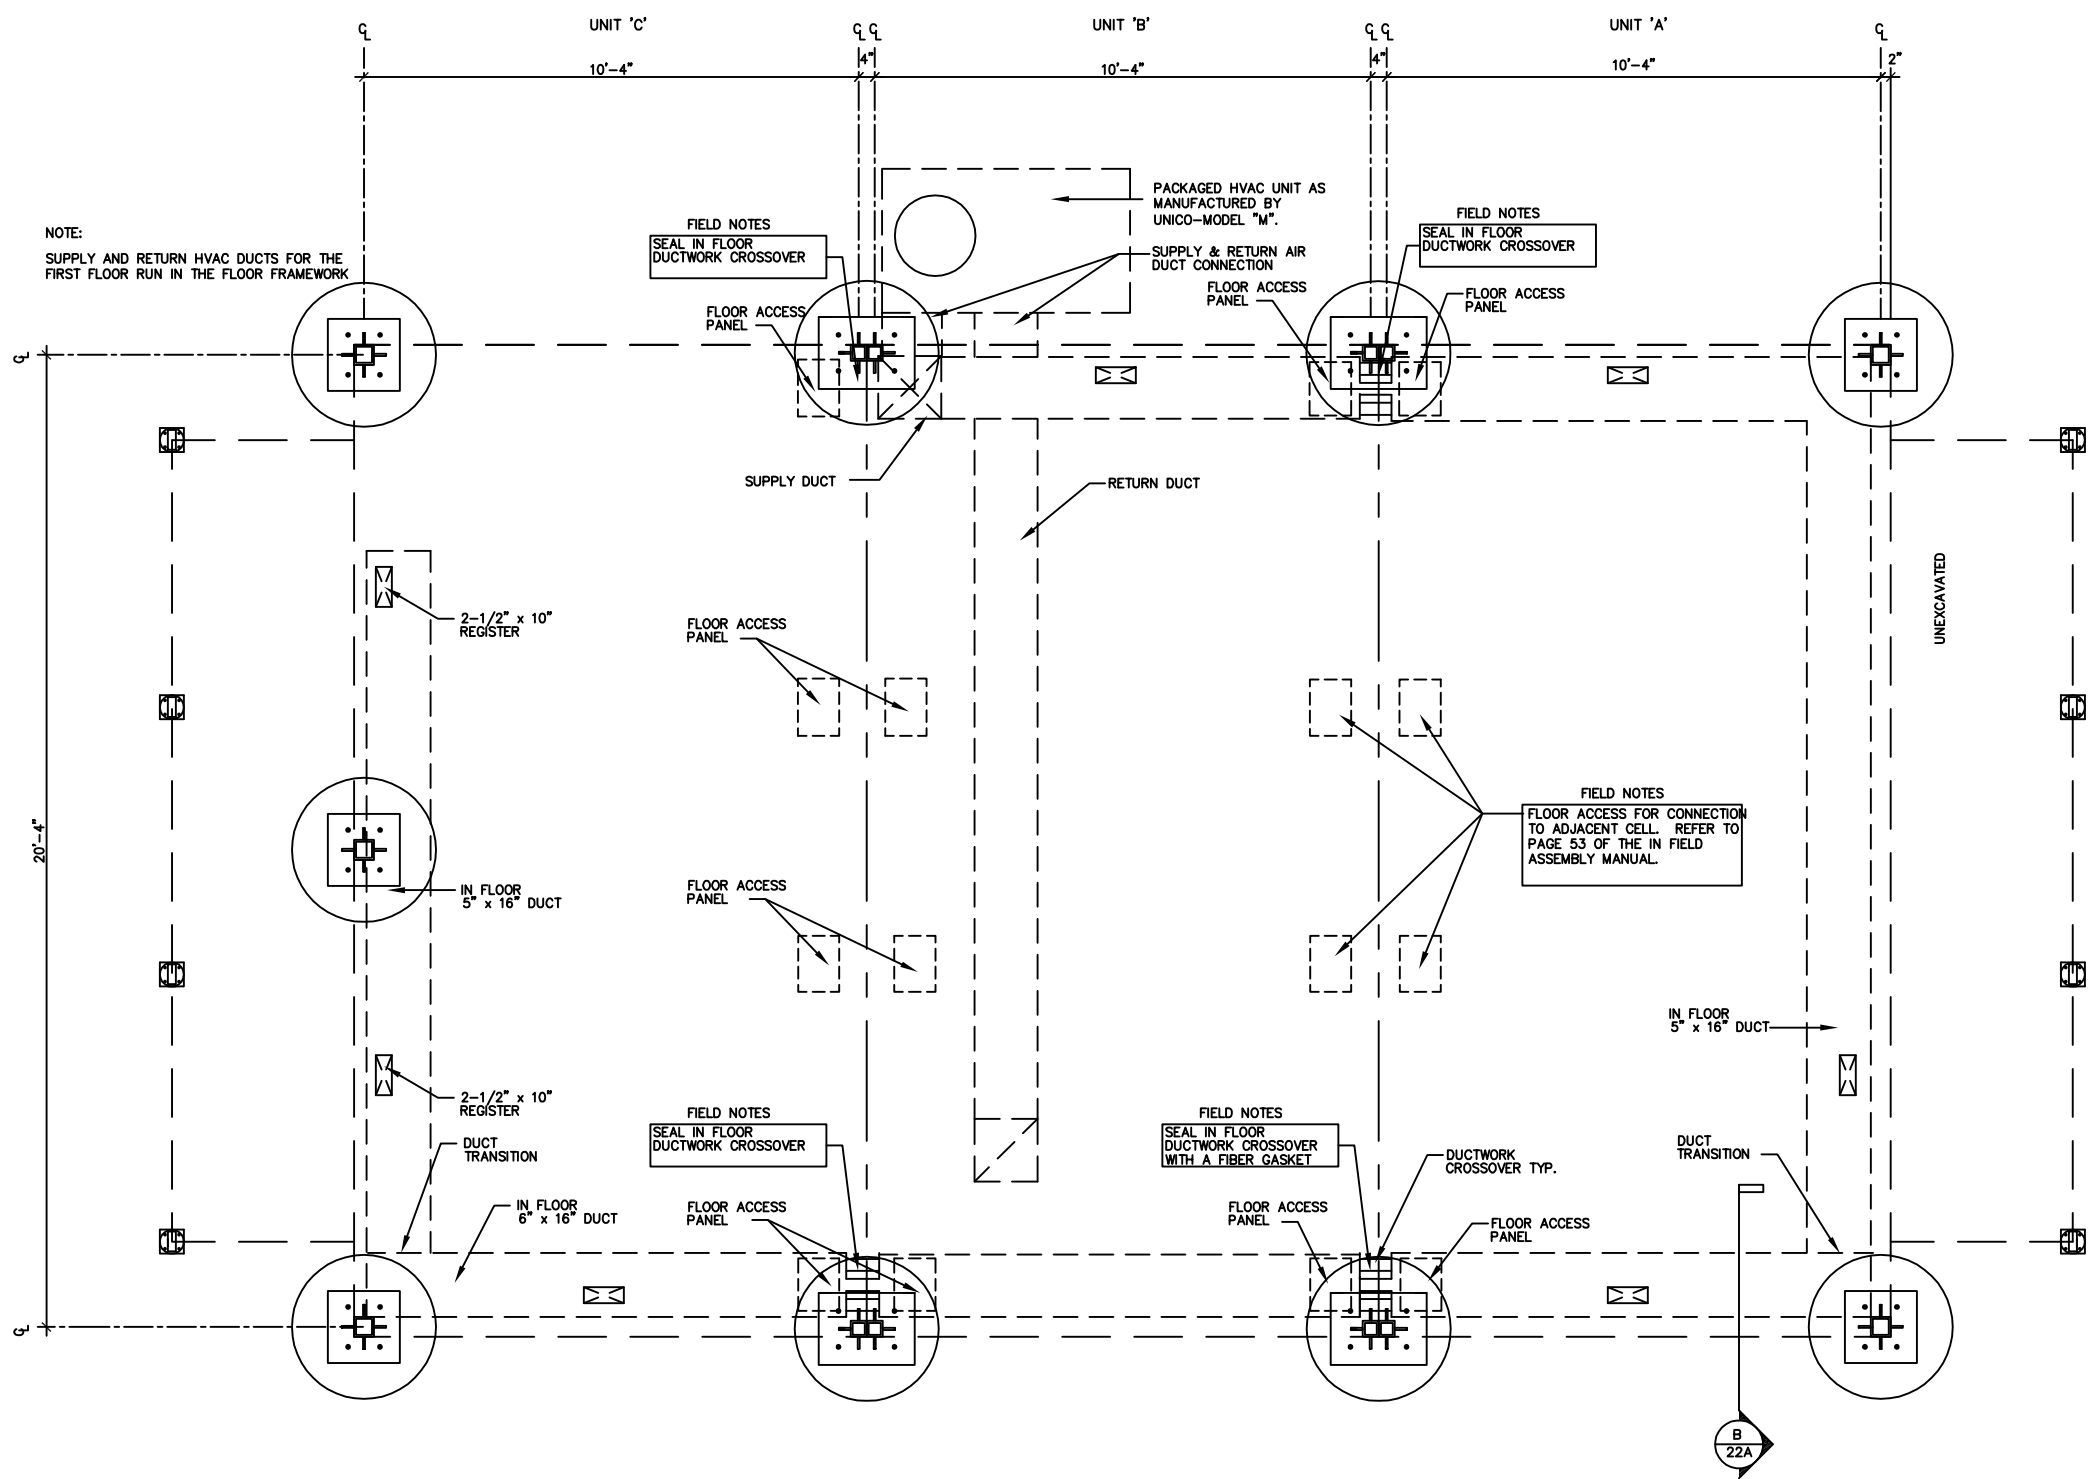 UNIT 'C'
UNIT 'B'
UNIT 'A'
10'-4"
4"
10'-4"
4"
10'-4"
2"
NOTE:
SUPPLY AND RETURN HVAC DUCTS FOR THE
FIRST FLOOR RUN IN THE FLOOR FRAMEWORK
FIELD NOTES
SEAL IN FLOOR
DUCTWORK CROSSOVER
PACKAGED HVAC UNIT AS
MANUFACTURED BY
UNICO-MODEL "M".
SUPPLY & RETURN AIR
DUCT CONNECTION
FIELD NOTES
SEAL IN FLOOR
DUCTWORK CROSSOVER
FLOOR ACCESS
PANEL
FLOOR ACCESS
PANEL
FLOOR ACCESS
PANEL
SUPPLY DUCT
RETURN DUCT
UNEXCAVATED
2-1/2" x 10"
REGISTER
FLOOR ACCESS
PANEL
20'-4"
FIELD NOTES
FLOOR ACCESS FOR CONNECTION
TO ADJACENT CELL. REFER TO
PAGE 53 OF THE IN FIELD
ASSEMBLY MANUAL.
IN FLOOR
5" x 16" DUCT
FLOOR ACCESS
PANEL
IN FLOOR
5" x 16" DUCT
2-1/2" x 10"
REGISTER
DUCT
TRANSITION
FIELD NOTES
SEAL IN FLOOR
DUCTWORK CROSSOVER
FIELD NOTES
SEAL IN FLOOR
DUCTWORK CROSSOVER
WITH A FIBER GASKET
DUCTWORK
CROSSOVER TYP.
DUCT
TRANSITION
IN FLOOR
6" x 16" DUCT
FLOOR ACCESS
PANEL
FLOOR ACCESS
PANEL
FLOOR ACCESS
PANEL
B
22A